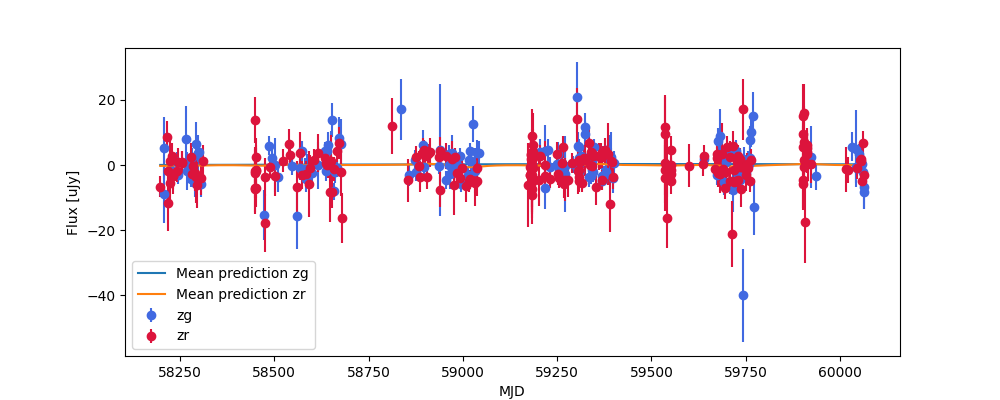 20
0
−20
−40
Flux [uJy]
Mean prediction zg
Mean prediction zr
zg
zr
58250 58500 58750 59000 59250 59500 59750 60000
MJD